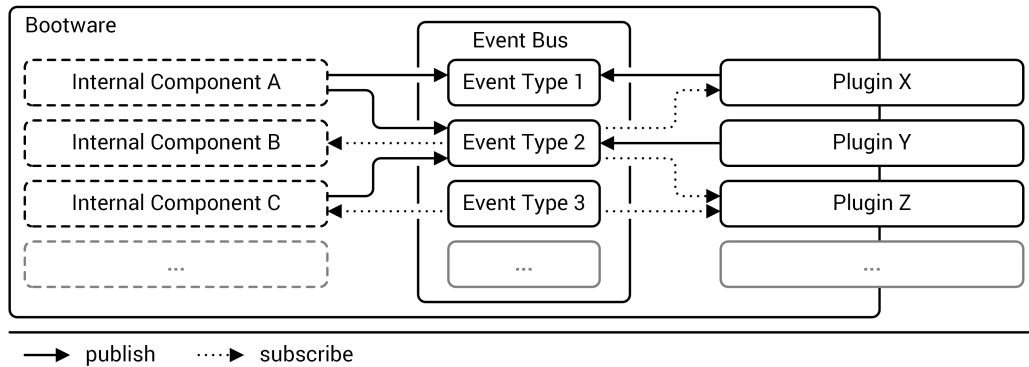 Bootware
Event Bus
Internal Component A
Event Type 1
Plugin X
Internal Component B
Event Type 2
Plugin Y
Internal Component C
Event Type 3
Plugin Z
...
...
...
publish
subscribe